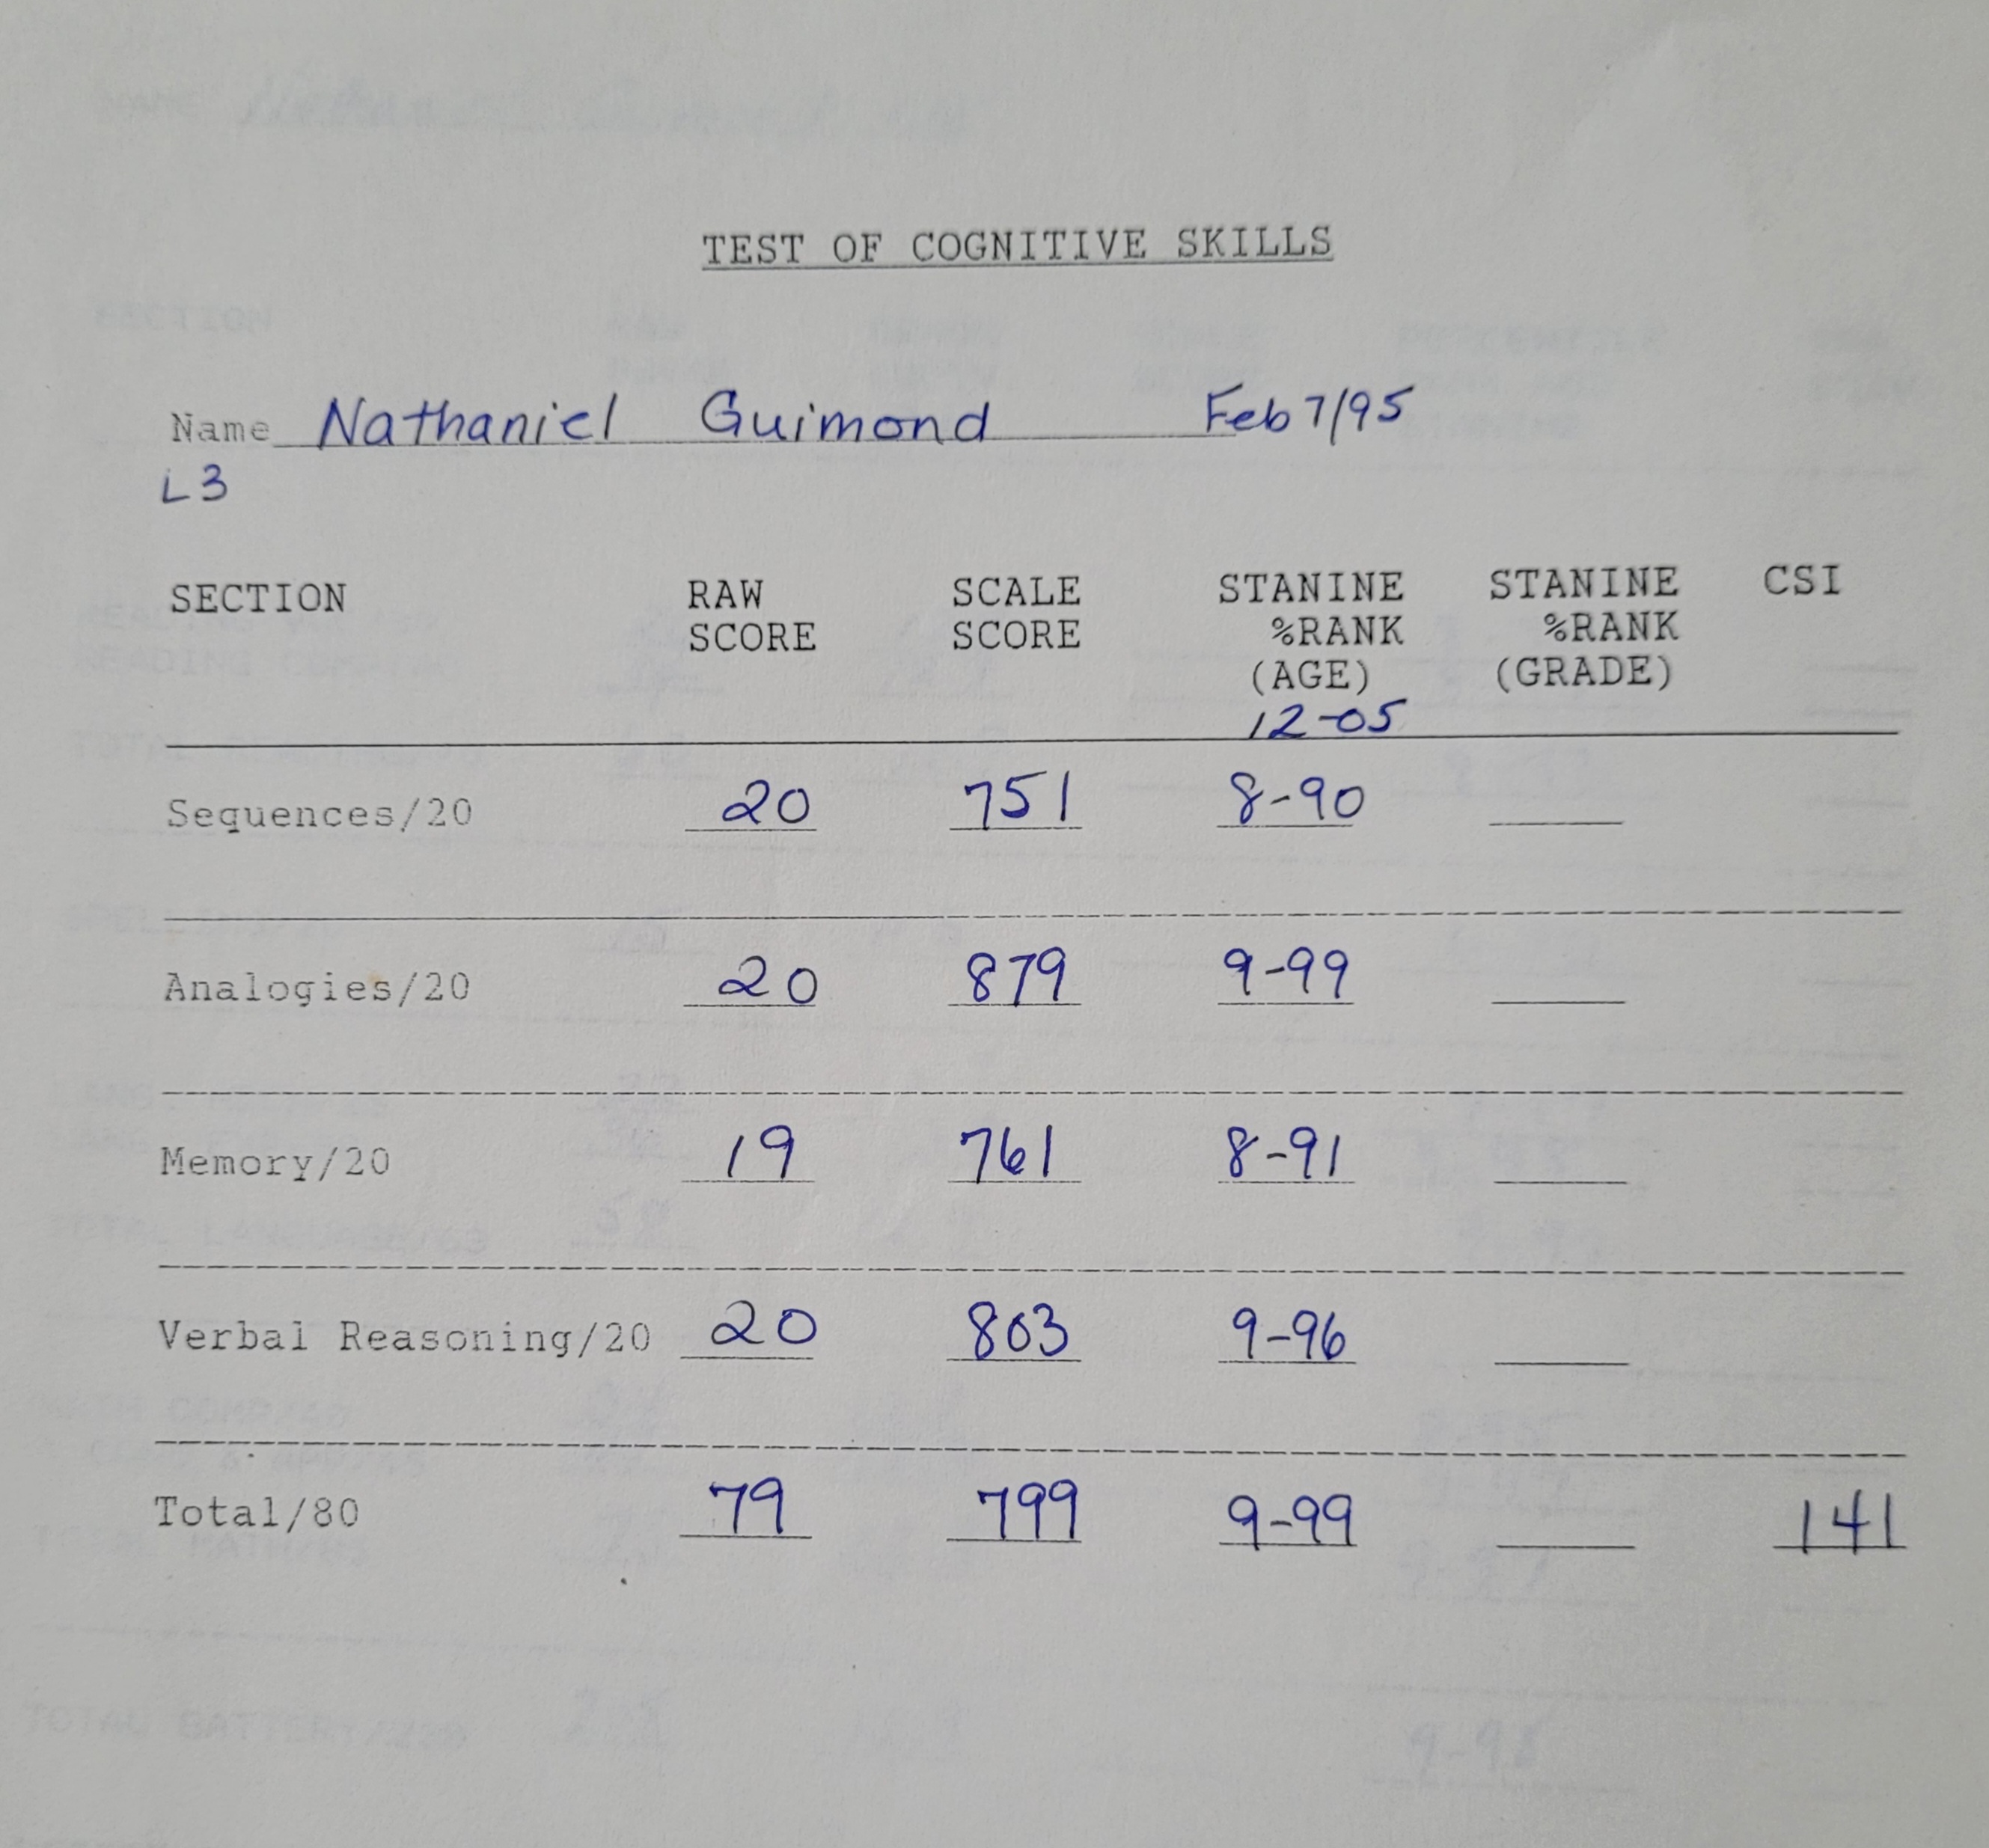 TEST OF COGNITIVE SKILLS
Name Nathaniel Guimond Feb 7/95
L3
SECTION RAW SCORE SCALE SCORE STANINE %RANK (AGE) STANINE %RANK (GRADE) CSI
12-05
Sequences/20 20 751 8-90
Analogies/20 20 879 9-99
Memory/20 19 761 8-91
Verbal Reasoning/20 20 803 9-96
Total/80 79 799 9-99 141